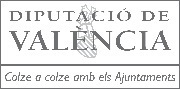 DIPUTACIÓ DE
VALÈNCIA
Colze a colze amb els Ajuntaments